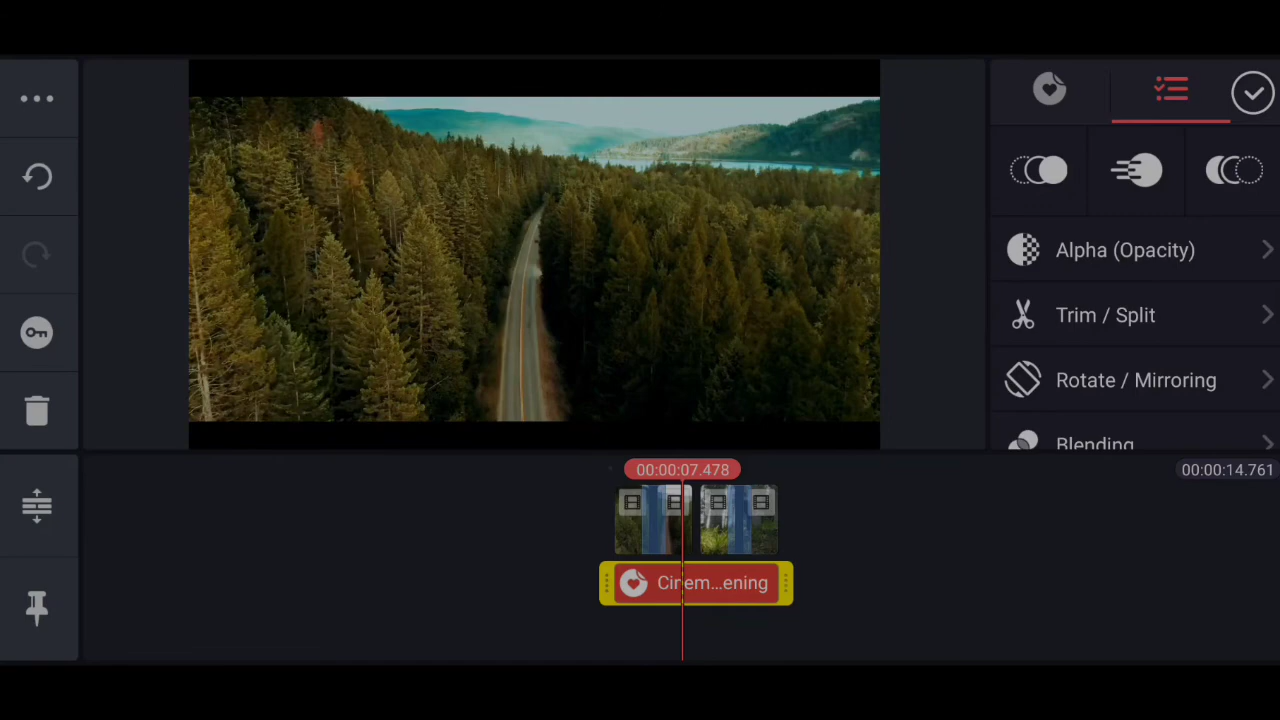 Alpha (Opacity)
Trim / Split
Rotate / Mirroring
Blending
00:00:07.478
00:00:14.761
Cinem...ening